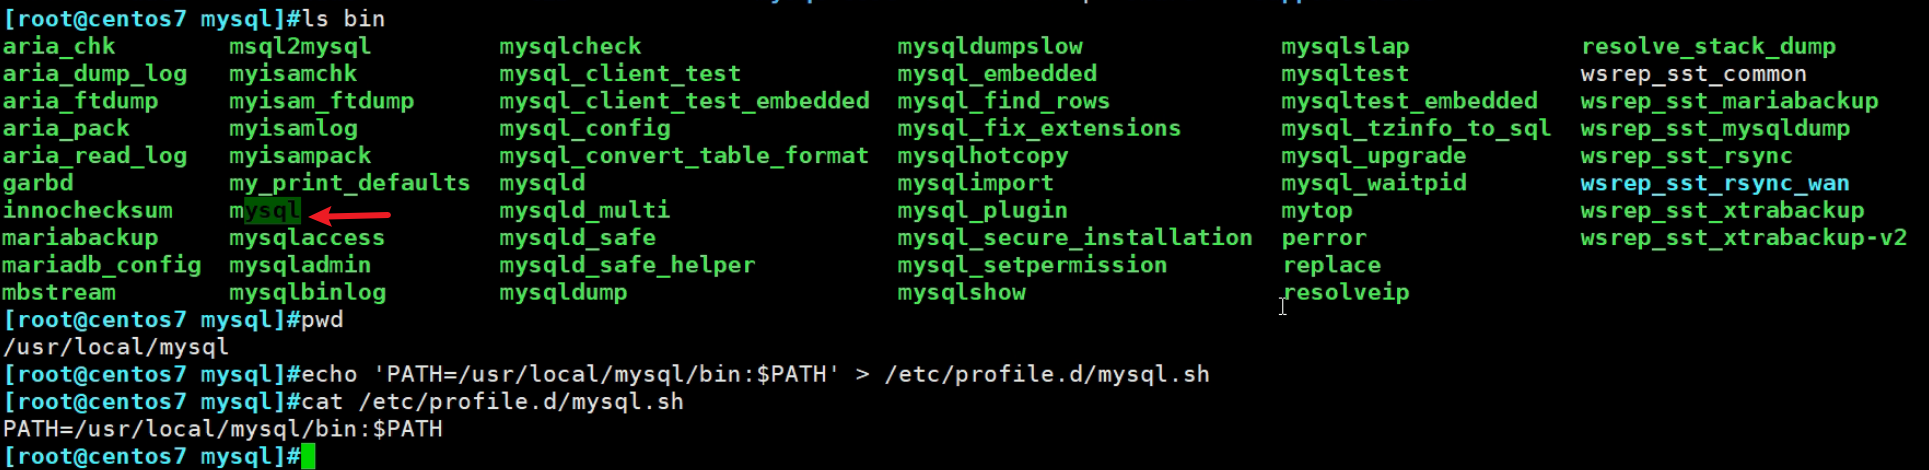 [root@centos7 mysql]#ls bin
aria_chk msql2mysql mysqlcheck mysqldumpslow mysqlslap resolve_stack_dump
aria_dump_log myisamchk mysql_client_test mysql_embedded mysqltest wsrep_sst_common
aria_ftdump myisam_ftdump mysql_client_test_embedded mysql_find_rows mysqltest_embedded wsrep_sst_mariabackup
aria_pack myisamlog mysql_config mysql_fix_extensions mysql_tzinfo_to_sql wsrep_sst_mysqldump
aria_read_log myisampack mysql_convert_table_format mysqlhotcopy mysql_upgrade wsrep_sst_rsync
garbd my_print_defaults mysqld mysqlimport mysql_waitpid wsrep_sst_rsync_wan
innochecksum mysql mysqld_multi mysql_plugin mytop wsrep_sst_xtrabackup
mariabackup mysqlaccess mysqld_safe mysql_secure_installation perror wsrep_sst_xtrabackup-v2
mariadb_config mysqladmin mysqld_safe_helper mysql_setpermission replace
mbstream mysqlbinlog mysqldump mysqlshow resolveip
[root@centos7 mysql]#pwd
/usr/local/mysql
[root@centos7 mysql]#echo 'PATH=/usr/local/mysql/bin:$PATH' > /etc/profile.d/mysql.sh
[root@centos7 mysql]#cat /etc/profile.d/mysql.sh
PATH=/usr/local/mysql/bin:$PATH
[root@centos7 mysql]#